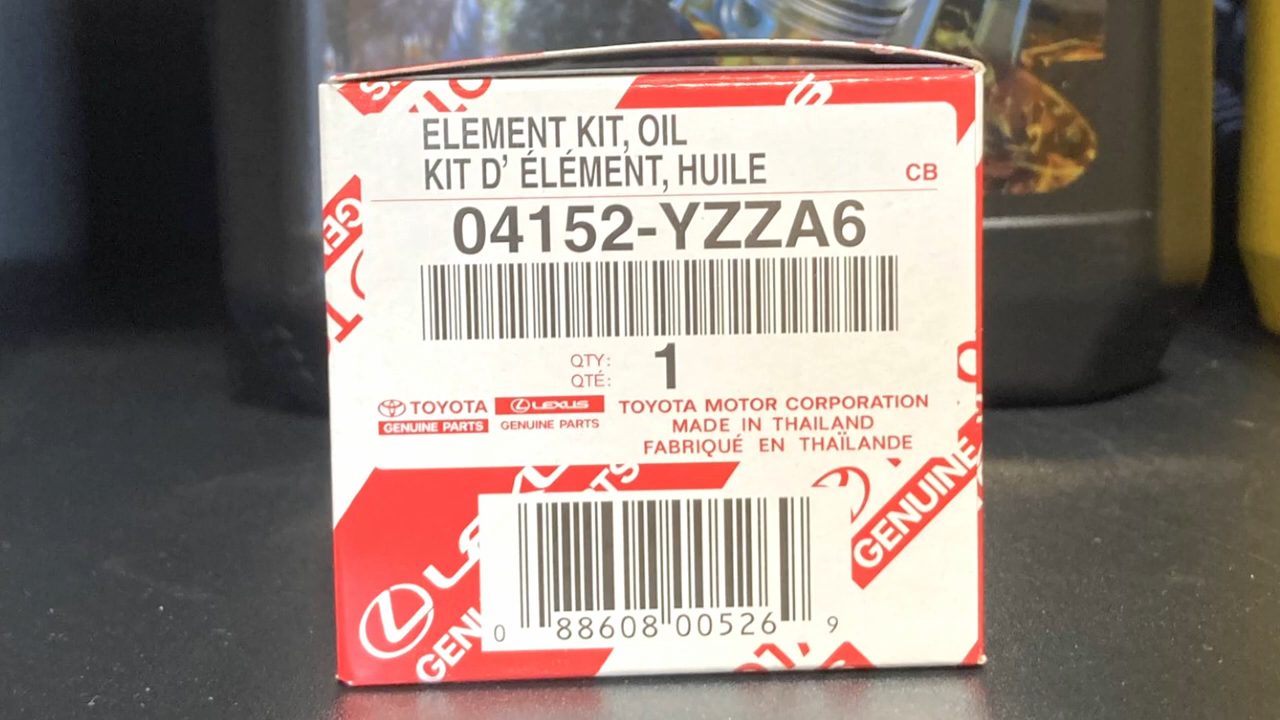 ELEMENT KIT, OIL
KIT D' ÉLÉMENT, HUILE
CB
04152-YZZA6
QTY:
QTÉ:
1
TOYOTA
GENUINE PARTS
LEXUS
GENUINE PARTS
TOYOTA MOTOR CORPORATION
MADE IN THAILAND
FABRIQUÉ EN THAÏLANDE
GENUINE
0 88608 00526 9